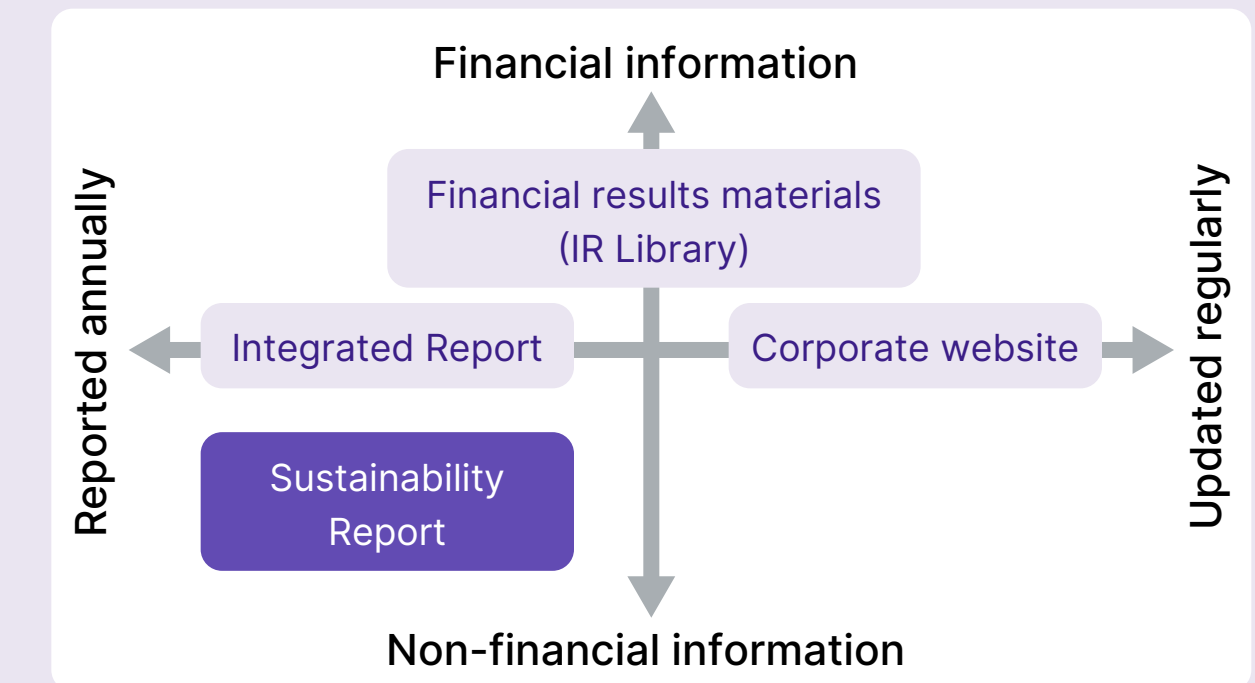 Financial information
Reported annually
Financial results materials
(IR Library)
Updated regularly
Integrated Report
Corporate website
Sustainability
Report
Non-financial information